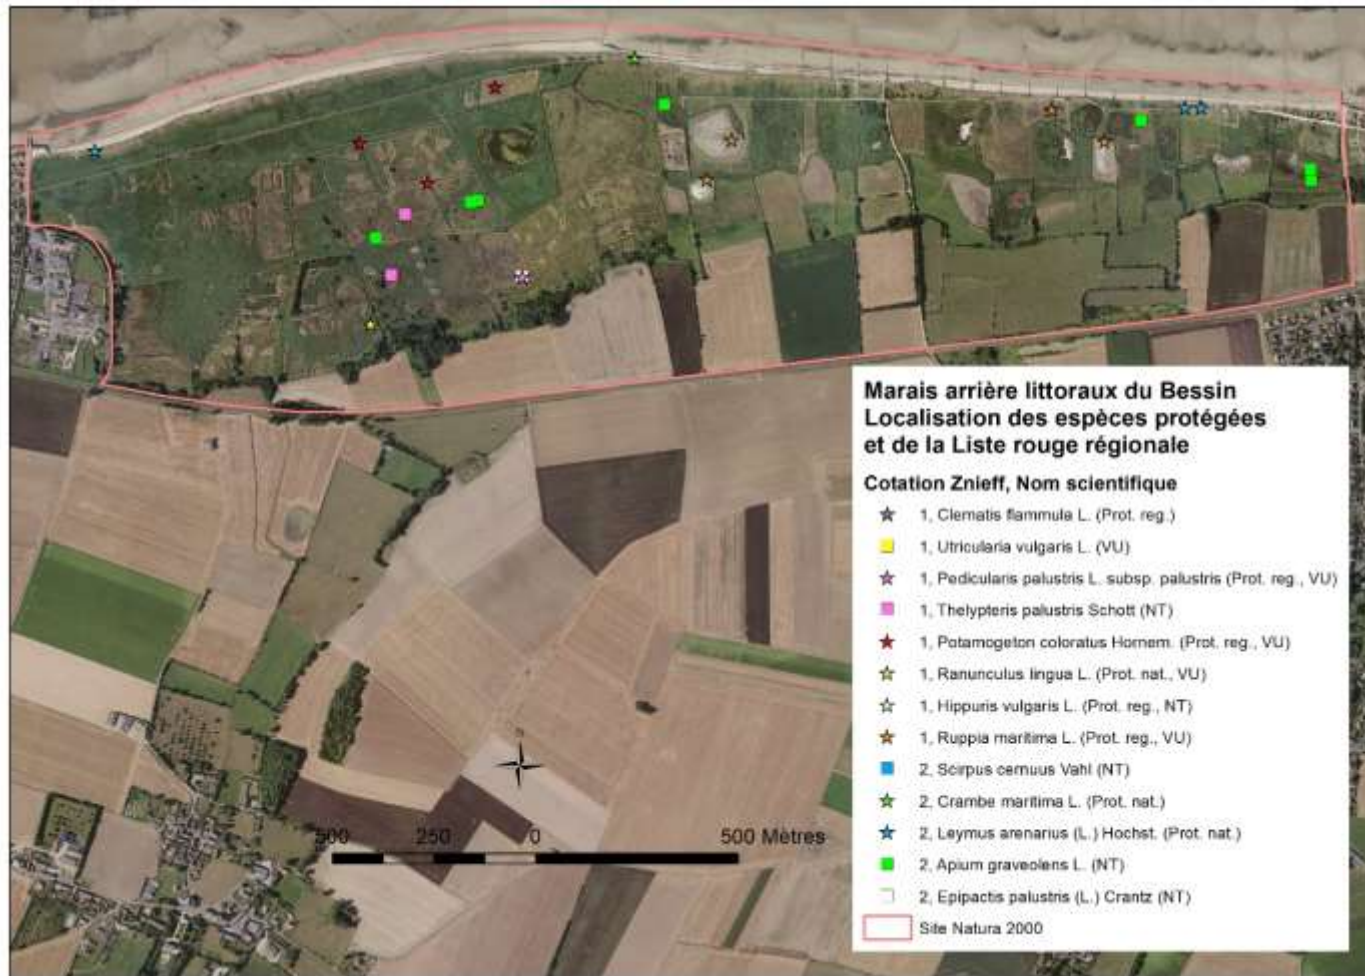 Marais arrière littoraux du Bessin
Localisation des espèces protégées
et de la Liste rouge régionale
Cotation Znieff, Nom scientifique
1, Clematis flammula L. (Prot. reg.)
1, Utricularia vulgaris L. (VU)
1, Pedicularis palustris L. subsp. palustris (Prot. reg., VU)
1, Thelypteris palustris Schott (NT)
1, Potamogeton coloratus Hornem. (Prot. reg., VU)
1, Ranunculus lingua L. (Prot. nat., VU)
1, Hippuris vulgaris L. (Prot. reg., NT)
1, Ruppia maritima L. (Prot. reg., VU)
2, Scirpus cernuus Vahl (NT)
2, Crambe maritima L. (Prot. nat.)
2, Leymus arenarius (L.) Hochst. (Prot. nat.)
2, Apium graveolens L. (NT)
2, Epipactis palustris (L.) Crantz (NT)
Site Natura 2000
500 250 0 500 Mètres